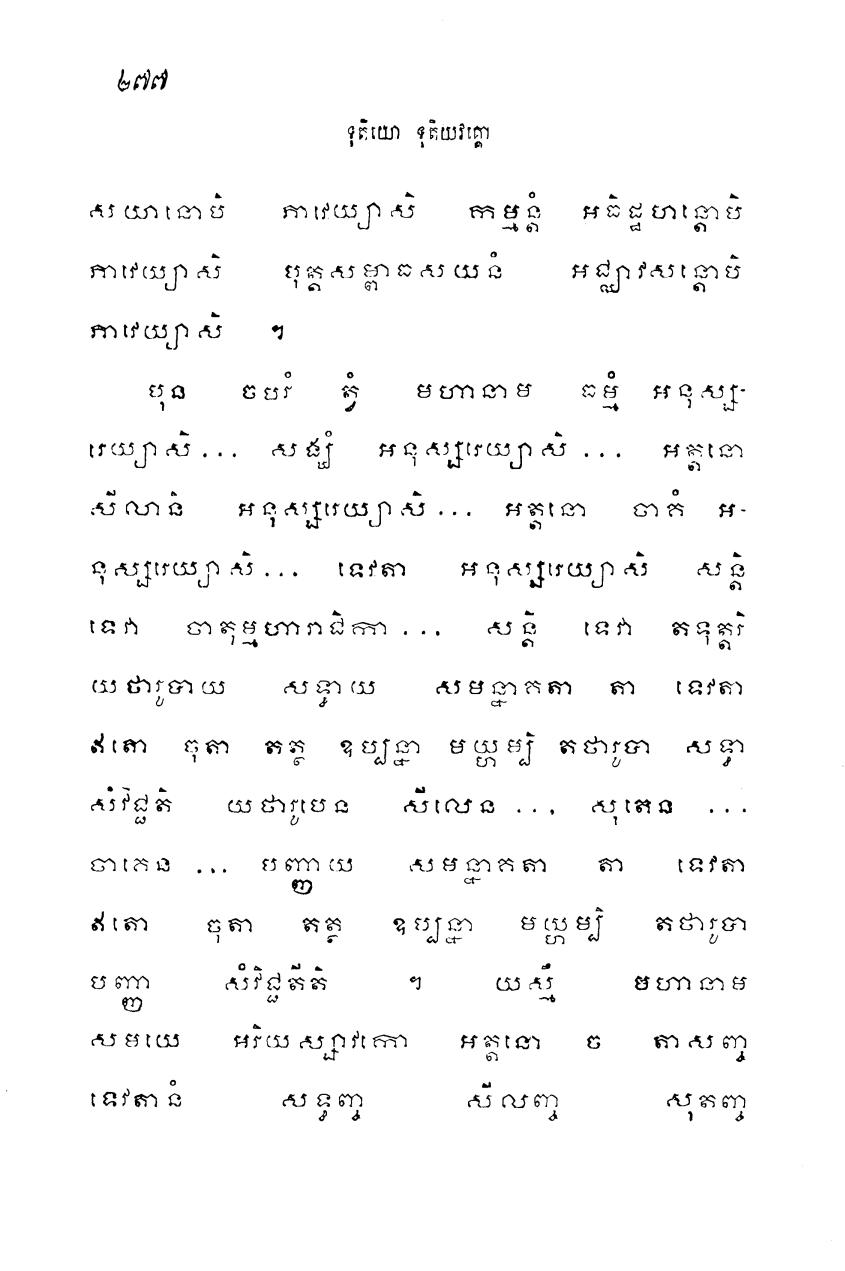 ២៧៧
ទុតិយោ ទុតិយវគ្គោ
សយានោបិ ភាវេយ្យាសិ កម្មន្តំ អធិដ្ឋហន្តោបិ
ភាវេយ្យាសិ បុត្តសម្ពាធសយនំ អជ្ឈាវសន្តោបិ
ភាវេយ្យាសិ ។
បុន ចបរំ ត្វំ មហានាម ធម្មំ អនុស្ស-
រេយ្យាសិ... សង្ឃំ អនុស្សរេយ្យាសិ... អត្តនោ
សីលានិ អនុស្សរេយ្យាសិ... អត្តនោ ចាគំ អ-
នុស្សរេយ្យាសិ... ទេវតា អនុស្សរេយ្យាសិ សន្តិ
ទេវា ចាតុម្មហារាជិកា... សន្តិ ទេវា តទុត្តរិ
យថារូបាយ សទ្ធាយ សមន្នាគតា តា ទេវតា
ឥតោ ចុតា តត្ថ ឧប្បន្នា មយ្ហម្បិ តថារូបា សទ្ធា
សំវិជ្ជតិ យថារូបេន សីលេន ... សុតេន ...
ចាគេន ... បញ្ញាយ សមន្នាគតា តា ទេវតា
ឥតោ ចុតា តត្ថ ឧប្បន្នា មយ្ហម្បិ តថារូបា
បញ្ញា សំវិជ្ជតីតិ ។ យស្មឹ មហានាម
សមយេ អរិយស្សាវកោ អត្តនោ ច តាសញ្ច
ទេវតានំ សទ្ធញ្ច សីលញ្ច សុតញ្ច